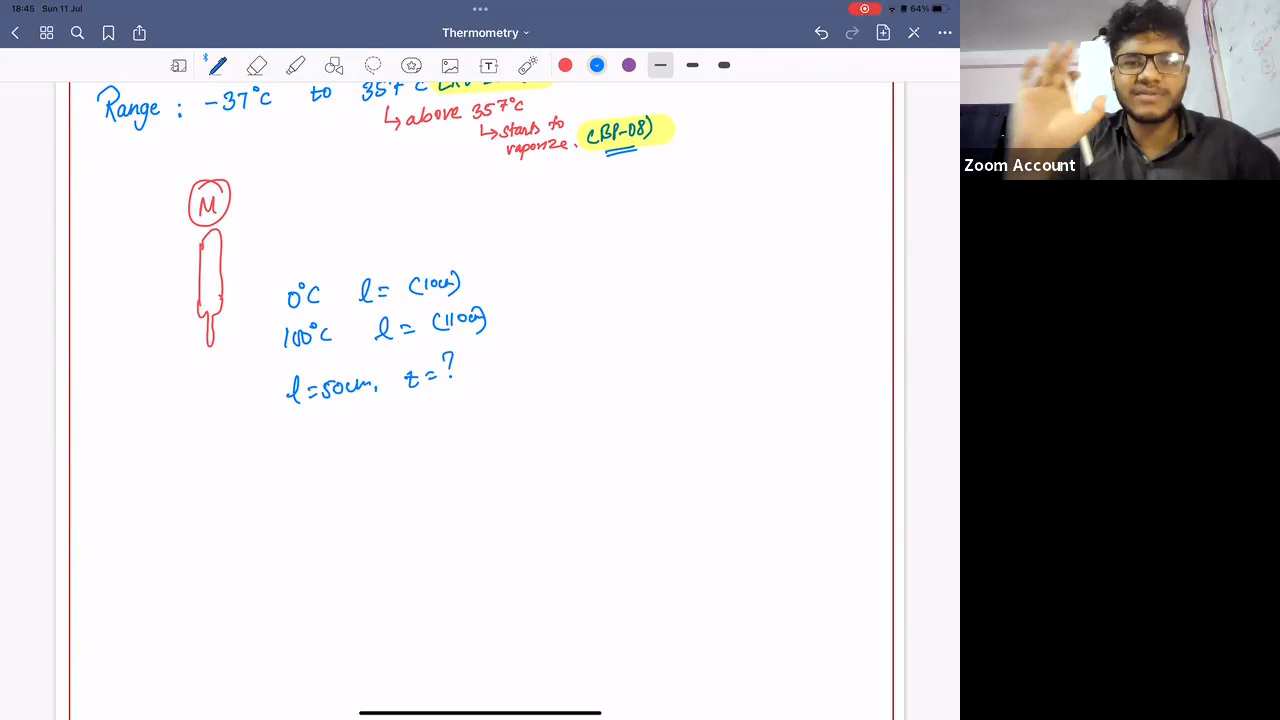 18:45 Sun 11 Jul
64%
Thermometry
Range : -37°C to 357°C
↳ above 357°C
↳ starts to
vaporize.
(BP-08)
M
0°C l = (10cm)
100°C l = (110cm)
l = 50cm, t = ?
Zoom Account